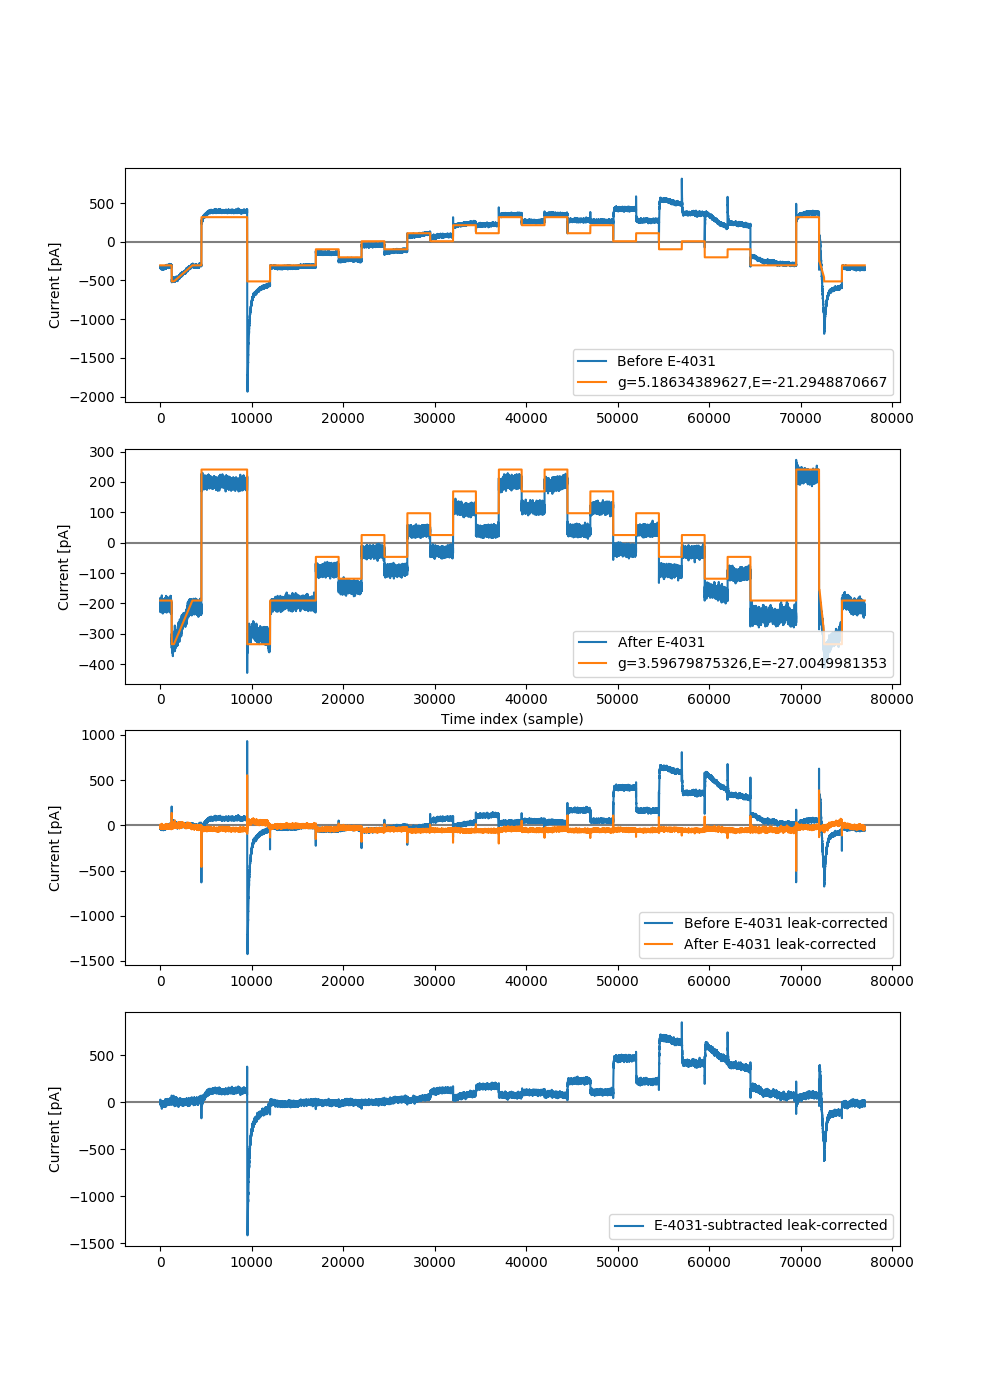 500
0
−500
−1000
−1500
−2000
Current [pA]
Before E-4031
g=5.18634389627,E=-21.2948870667
0 10000 20000 30000 40000 50000 60000 70000 80000
300
200
100
0
−100
−200
−300
−400
Current [pA]
After E-4031
g=3.59679875326,E=-27.0049981353
0 10000 20000 30000 40000 50000 60000 70000 80000
Time index (sample)
1000
500
0
−500
−1000
−1500
Current [pA]
Before E-4031 leak-corrected
After E-4031 leak-corrected
0 10000 20000 30000 40000 50000 60000 70000 80000
500
0
−500
−1000
−1500
Current [pA]
E-4031-subtracted leak-corrected
0 10000 20000 30000 40000 50000 60000 70000 80000